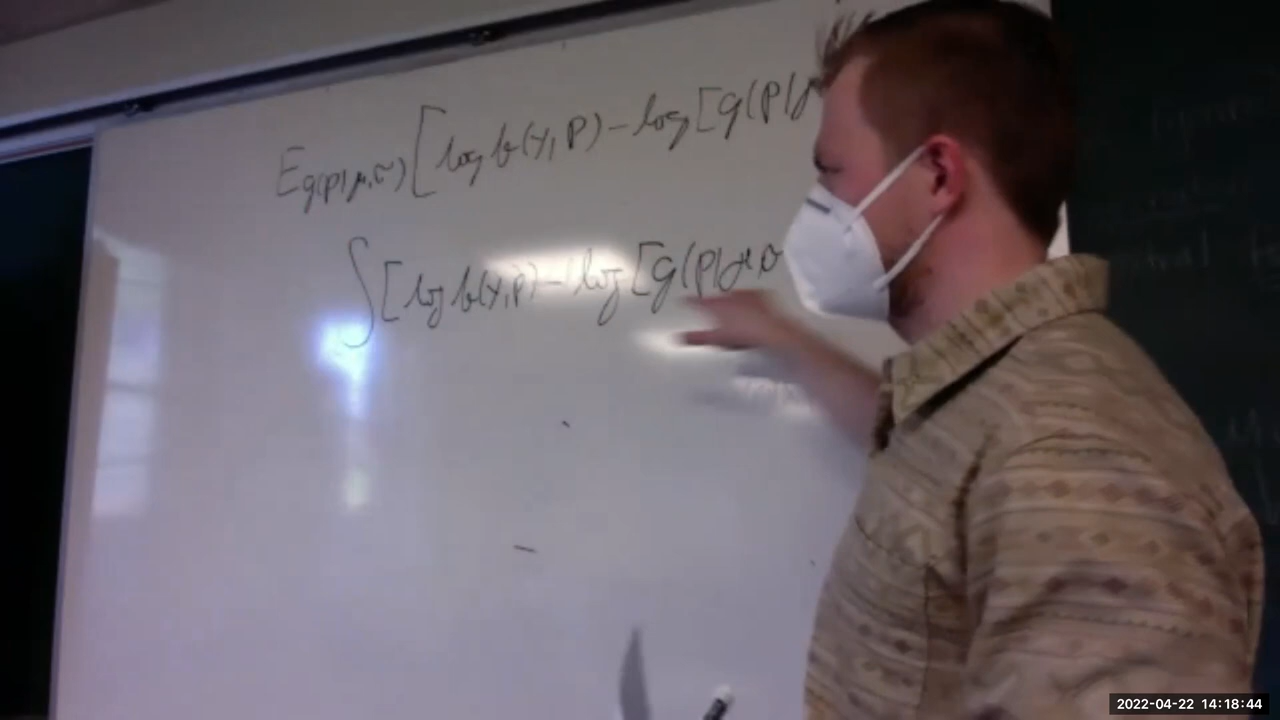 E_{q(p|μ,σ)} [ log b(y, p) - log [ q(p|μ
∫ [ log b(y, p) - log [ q(p|μ, σ
2022-04-22 14:18:44